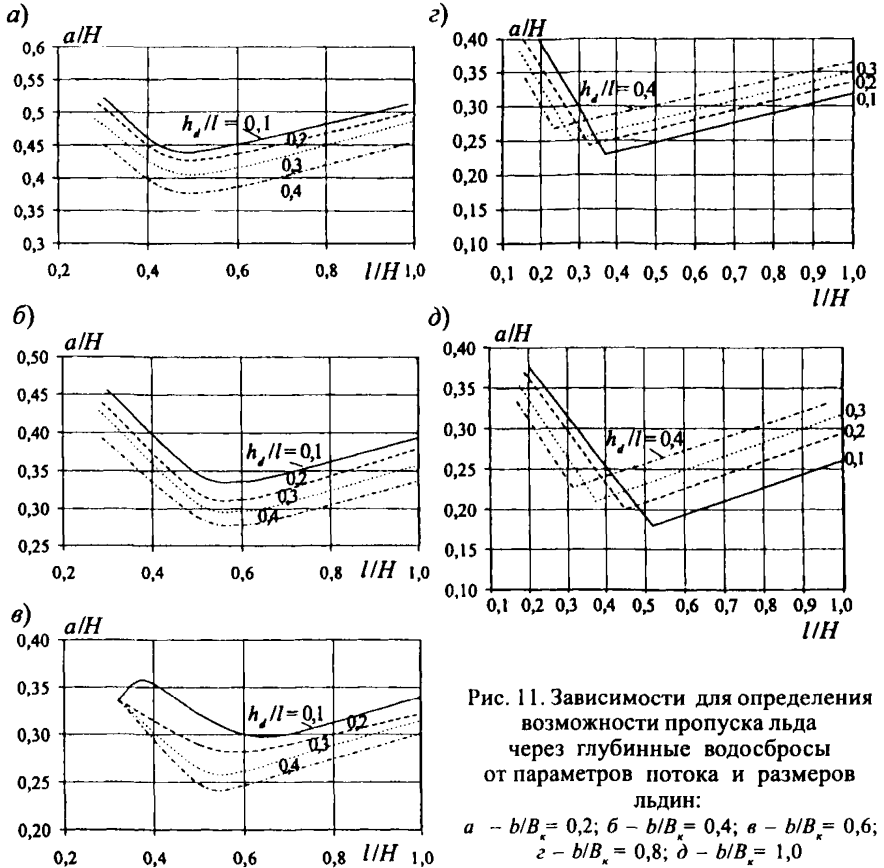 а)
a/H
0,6
0,55
0,5
0,45
0,4
0,35
0,3
h_d/l = 0,1
0,2
0,3
0,4
0,2 0,4 0,6 0,8 1,0
l/H
б)
a/H
0,50
0,45
0,40
0,35
0,30
0,25
h_d/l = 0,1
0,2
0,3
0,4
0,2 0,4 0,6 0,8 1,0
l/H
в)
a/H
0,40
0,35
0,30
0,25
0,20
h_d/l = 0,1
0,2
0,3
0,4
0,2 0,4 0,6 0,8 1,0
l/H
г)
a/H
0,40
0,35
0,30
0,25
0,20
0,15
0,10
h_d/l = 0,4
0,3
0,2
0,1
0,1 0,2 0,3 0,4 0,5 0,6 0,7 0,8 0,9 1,0
l/H
д)
a/H
0,40
0,35
0,30
0,25
0,20
0,15
0,10
h_d/l = 0,4
0,3
0,2
0,1
0,1 0,2 0,3 0,4 0,5 0,6 0,7 0,8 0,9 1,0
l/H
Рис. 11. Зависимости для определения
возможности пропуска льда
через глубинные водосбросы
от параметров потока и размеров
льдин:
а – b/Bк = 0,2; б – b/Bк = 0,4; в – b/Bк = 0,6;
г – b/Bк = 0,8; д – b/Bк = 1,0